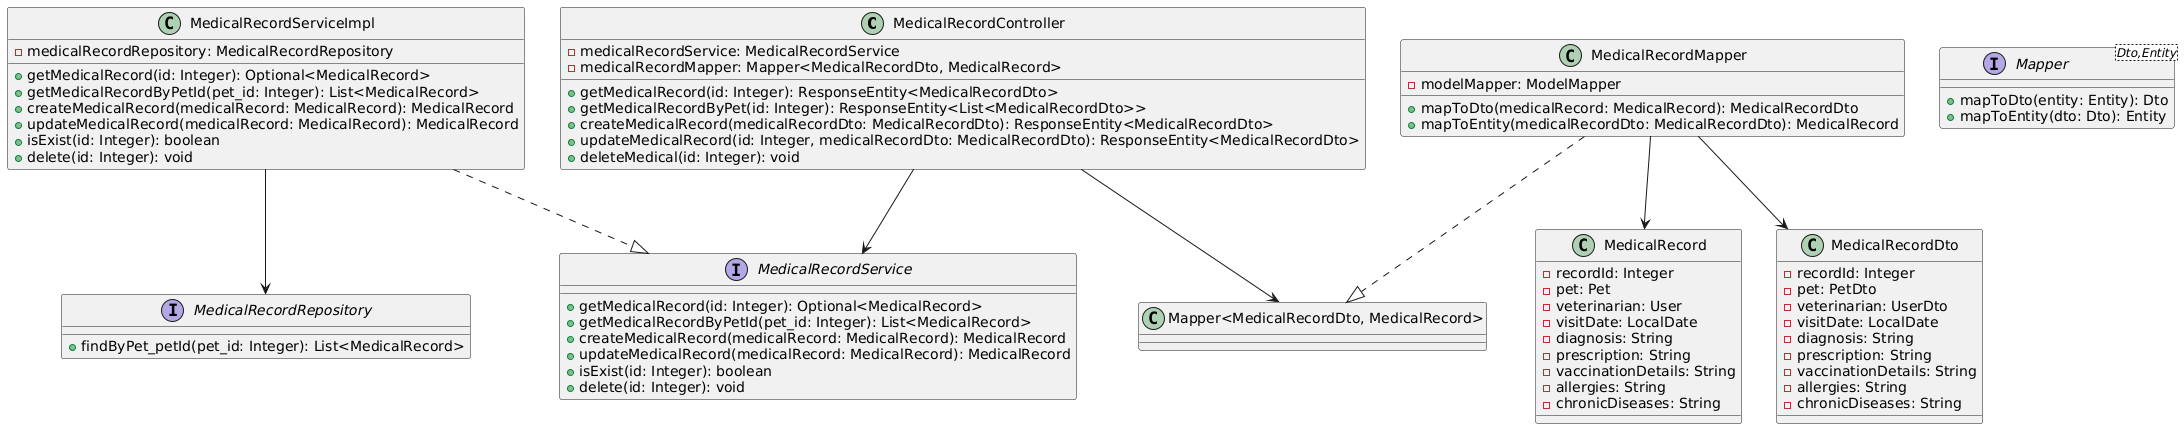 C MedicalRecordServiceImpl
medicalRecordRepository: MedicalRecordRepository
getMedicalRecord(id: Integer): Optional<MedicalRecord>
getMedicalRecordByPetId(pet_id: Integer): List<MedicalRecord>
createMedicalRecord(medicalRecord: MedicalRecord): MedicalRecord
updateMedicalRecord(medicalRecord: MedicalRecord): MedicalRecord
isExist(id: Integer): boolean
delete(id: Integer): void
C MedicalRecordController
medicalRecordService: MedicalRecordService
medicalRecordMapper: Mapper<MedicalRecordDto, MedicalRecord>
getMedicalRecord(id: Integer): ResponseEntity<MedicalRecordDto>
getMedicalRecordByPet(id: Integer): ResponseEntity<List<MedicalRecordDto>>
createMedicalRecord(medicalRecordDto: MedicalRecordDto): ResponseEntity<MedicalRecordDto>
updateMedicalRecord(id: Integer, medicalRecordDto: MedicalRecordDto): ResponseEntity<MedicalRecordDto>
deleteMedical(id: Integer): void
C MedicalRecordMapper
modelMapper: ModelMapper
mapToDto(medicalRecord: MedicalRecord): MedicalRecordDto
mapToEntity(medicalRecordDto: MedicalRecordDto): MedicalRecord
Dto,Entity
I Mapper
mapToDto(entity: Entity): Dto
mapToEntity(dto: Dto): Entity
I MedicalRecordRepository
findByPet_petId(pet_id: Integer): List<MedicalRecord>
I MedicalRecordService
getMedicalRecord(id: Integer): Optional<MedicalRecord>
getMedicalRecordByPetId(pet_id: Integer): List<MedicalRecord>
createMedicalRecord(medicalRecord: MedicalRecord): MedicalRecord
updateMedicalRecord(medicalRecord: MedicalRecord): MedicalRecord
isExist(id: Integer): boolean
delete(id: Integer): void
C Mapper<MedicalRecordDto, MedicalRecord>
C MedicalRecord
recordId: Integer
pet: Pet
veterinarian: User
visitDate: LocalDate
diagnosis: String
prescription: String
vaccinationDetails: String
allergies: String
chronicDiseases: String
C MedicalRecordDto
recordId: Integer
pet: PetDto
veterinarian: UserDto
visitDate: LocalDate
diagnosis: String
prescription: String
vaccinationDetails: String
allergies: String
chronicDiseases: String